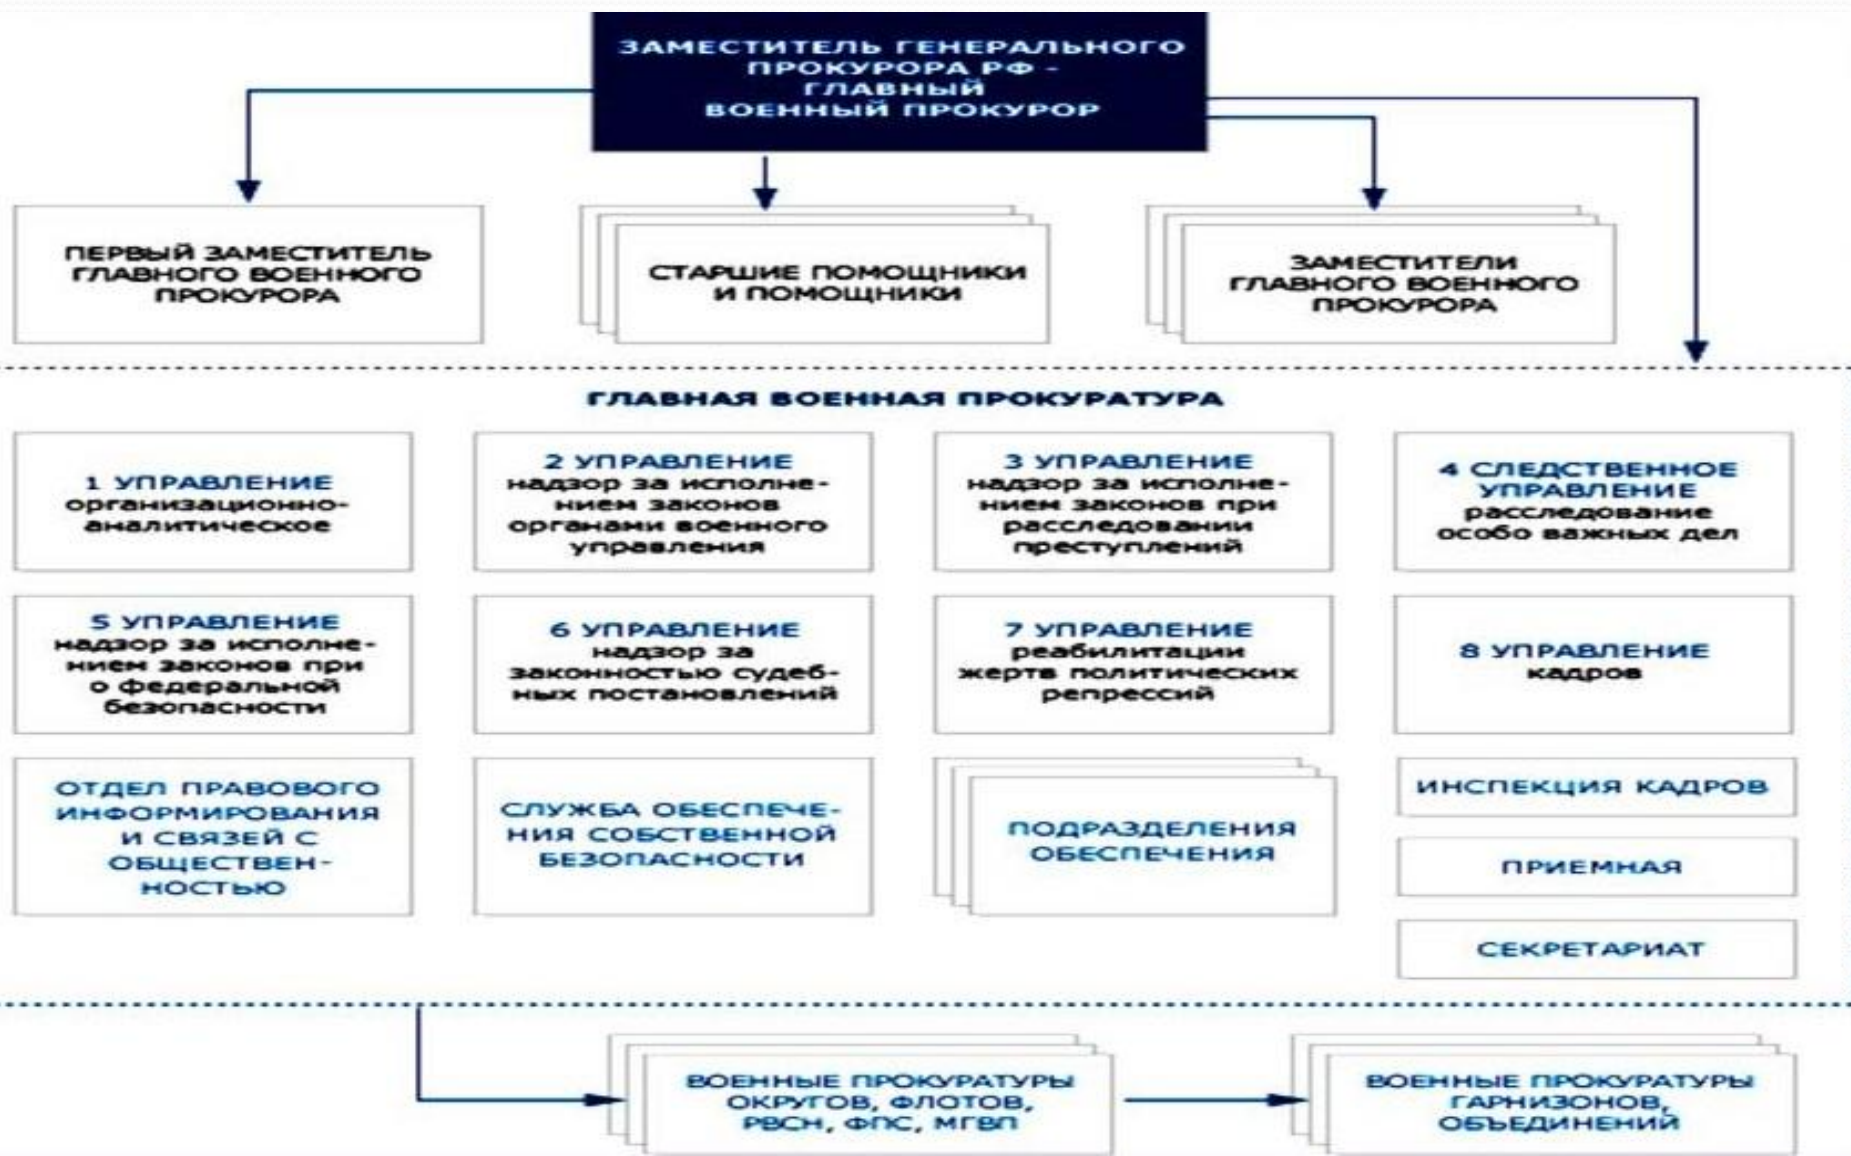 ЗАМЕСТИТЕЛЬ ГЕНЕРАЛЬНОГО
ПРОКУРОРА РФ -
ГЛАВНЫЙ
ВОЕННЫЙ ПРОКУРОР
ПЕРВЫЙ ЗАМЕСТИТЕЛЬ
ГЛАВНОГО ВОЕННОГО
ПРОКУРОРА
СТАРШИЕ ПОМОЩНИКИ
И ПОМОЩНИКИ
ЗАМЕСТИТЕЛИ
ГЛАВНОГО ВОЕННОГО
ПРОКУРОРА
ГЛАВНАЯ ВОЕННАЯ ПРОКУРАТУРА
1 УПРАВЛЕНИЕ
организационно-
аналитическое
2 УПРАВЛЕНИЕ
надзор за исполне-
нием законов
органами военного
управления
3 УПРАВЛЕНИЕ
надзор за исполне-
нием законов при
расследовании
преступлений
4 СЛЕДСТВЕННОЕ
УПРАВЛЕНИЕ
расследование
особо важных дел
5 УПРАВЛЕНИЕ
надзор за исполне-
нием законов при
о федеральной
безопасности
6 УПРАВЛЕНИЕ
надзор за
законностью судеб-
ных постановлений
7 УПРАВЛЕНИЕ
реабилитации
жертв политических
репрессий
8 УПРАВЛЕНИЕ
кадров
ОТДЕЛ ПРАВОВОГО
ИНФОРМИРОВАНИЯ
И СВЯЗЕЙ С
ОБЩЕСТВЕН-
НОСТЬЮ
СЛУЖБА ОБЕСПЕЧЕ-
НИЯ СОБСТВЕННОЙ
БЕЗОПАСНОСТИ
ПОДРАЗДЕЛЕНИЯ
ОБЕСПЕЧЕНИЯ
ИНСПЕКЦИЯ КАДРОВ
ПРИЕМНАЯ
СЕКРЕТАРИАТ
ВОЕННЫЕ ПРОКУРАТУРЫ
ОКРУГОВ, ФЛОТОВ,
РВСН, ФПС, МГВП
ВОЕННЫЕ ПРОКУРАТУРЫ
ГАРНИЗОНОВ,
ОБЪЕДИНЕНИЙ